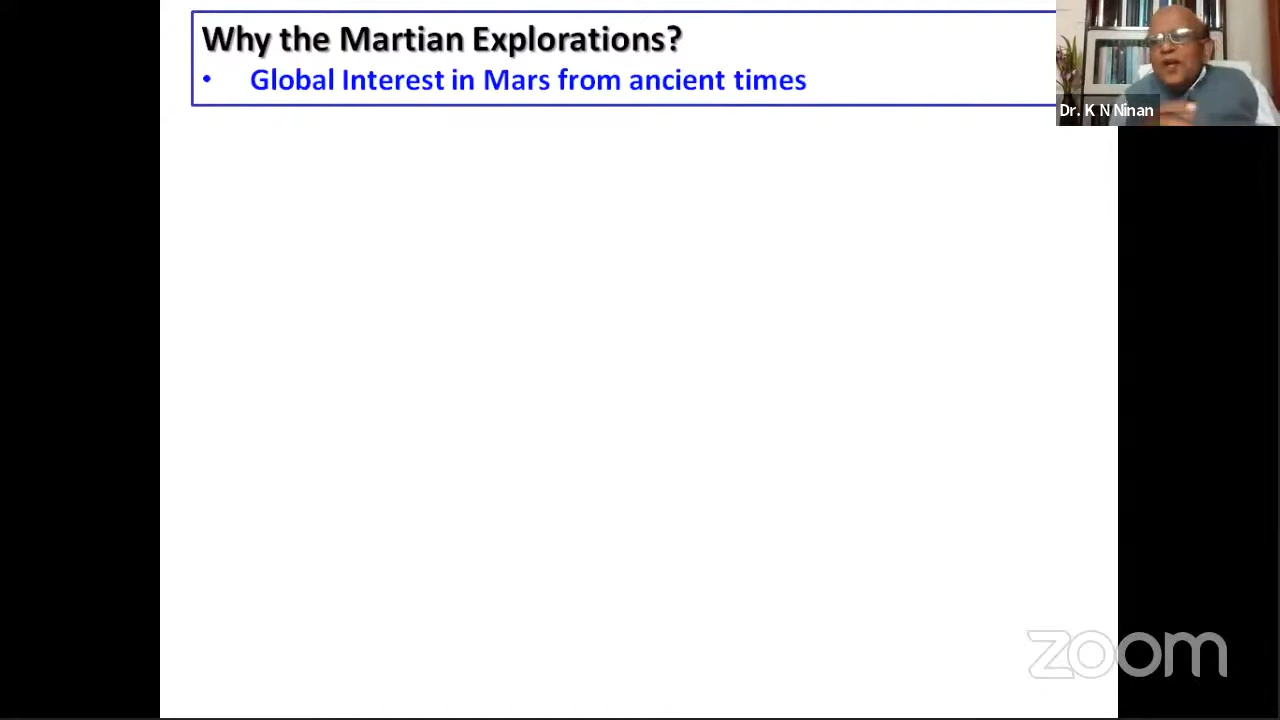 Why the Martian Explorations?
• Global Interest in Mars from ancient times
Dr. K N Ninan
zoom